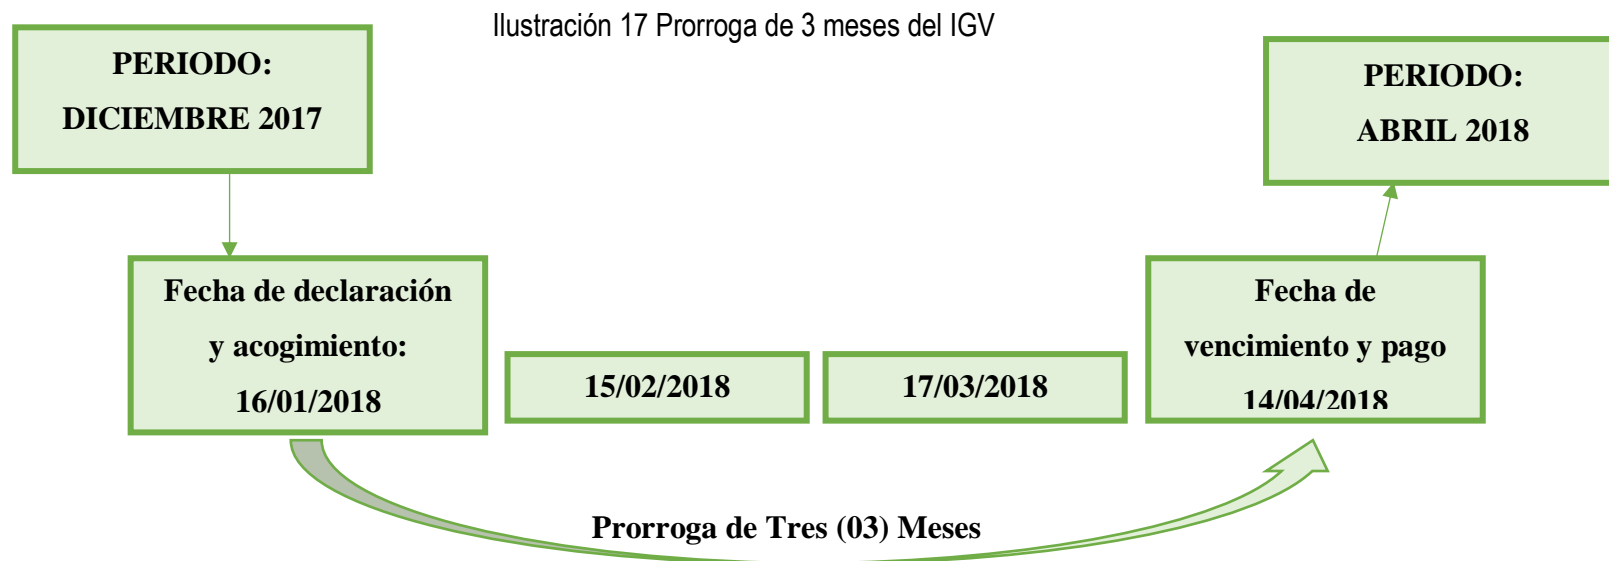 Ilustración 17 Prorroga de 3 meses del IGV
PERIODO:
DICIEMBRE 2017
PERIODO:
ABRIL 2018
Fecha de declaración
y acogimiento:
16/01/2018
15/02/2018
17/03/2018
Fecha de
vencimiento y pago
14/04/2018
Prorroga de Tres (03) Meses